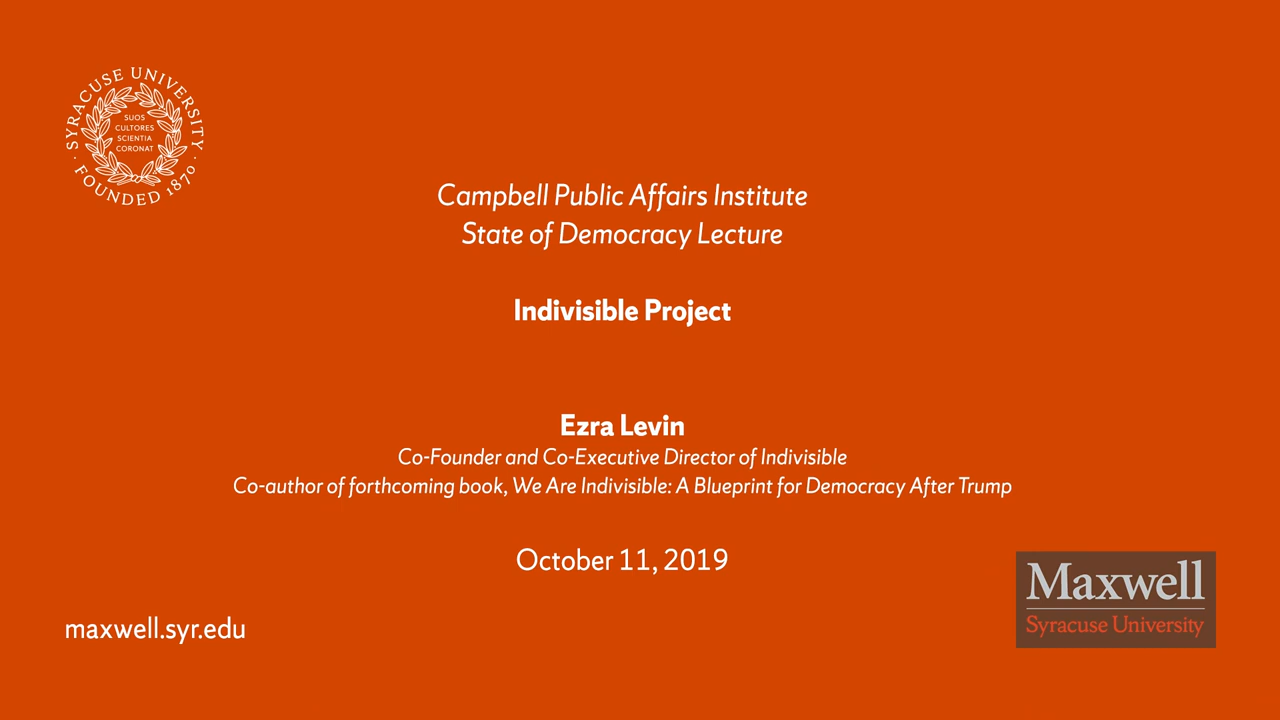 SYRACUSE UNIVERSITY
FOUNDED 1870
SUOS
CULTORES
SCIENTIA
CORONAT
Campbell Public Affairs Institute
State of Democracy Lecture
Indivisible Project
Ezra Levin
Co-Founder and Co-Executive Director of Indivisible
Co-author of forthcoming book, We Are Indivisible: A Blueprint for Democracy After Trump
October 11, 2019
maxwell.syr.edu
Maxwell
Syracuse University